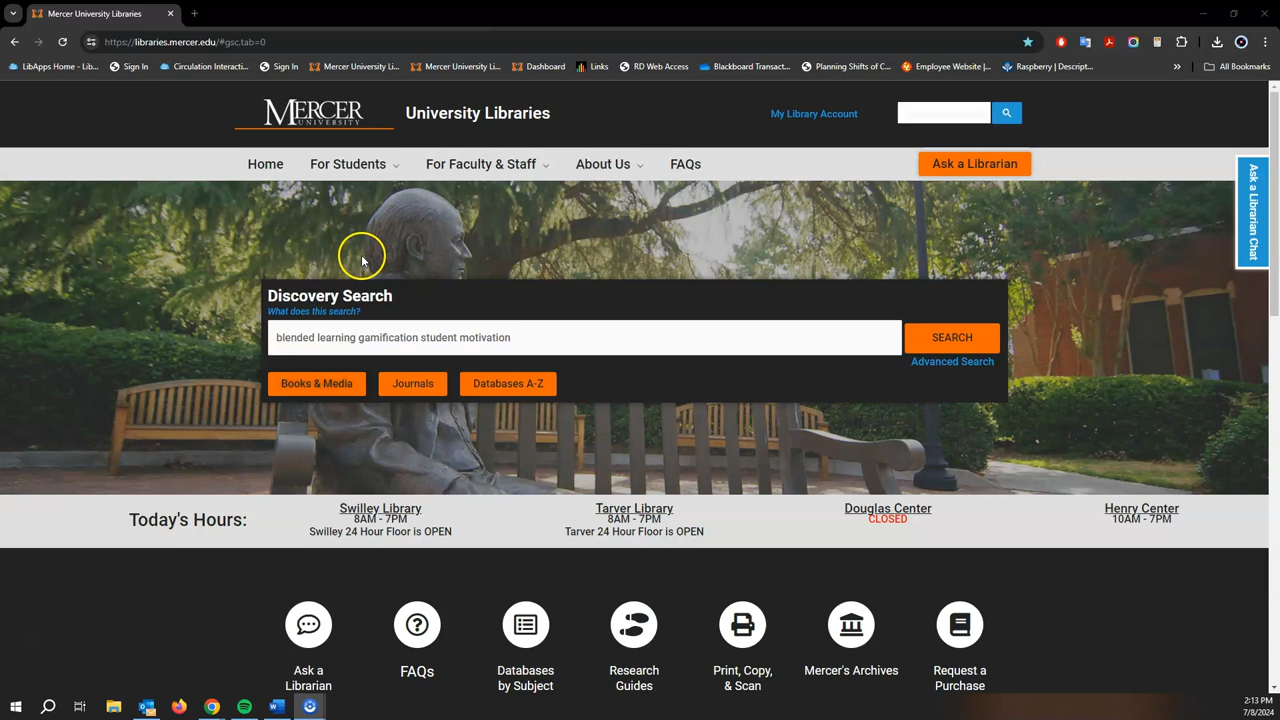 Mercer University Libraries
https://libraries.mercer.edu/#gsc.tab=0
LibApps Home - Lib...
Sign In
Circulation Interacti...
Sign In
Mercer University Li...
Mercer University Li...
Dashboard
Links
RD Web Access
Blackboard Transact...
Planning Shifts of C...
Employee Website |...
Raspberry | Descript...
All Bookmarks
MERCER
UNIVERSITY
University Libraries
My Library Account
Home
For Students
For Faculty & Staff
About Us
FAQs
Ask a Librarian
Ask a Librarian Chat
Discovery Search
What does this search?
blended learning gamification student motivation
SEARCH
Advanced Search
Books & Media
Journals
Databases A-Z
Today's Hours:
Swilley Library
8AM - 7PM
Swilley 24 Hour Floor is OPEN
Tarver Library
8AM - 7PM
Tarver 24 Hour Floor is OPEN
Douglas Center
CLOSED
Henry Center
10AM - 7PM
Ask a
Librarian
FAQs
Databases
by Subject
Research
Guides
Print, Copy,
& Scan
Mercer's Archives
Request a
Purchase
2:13 PM
7/8/2024